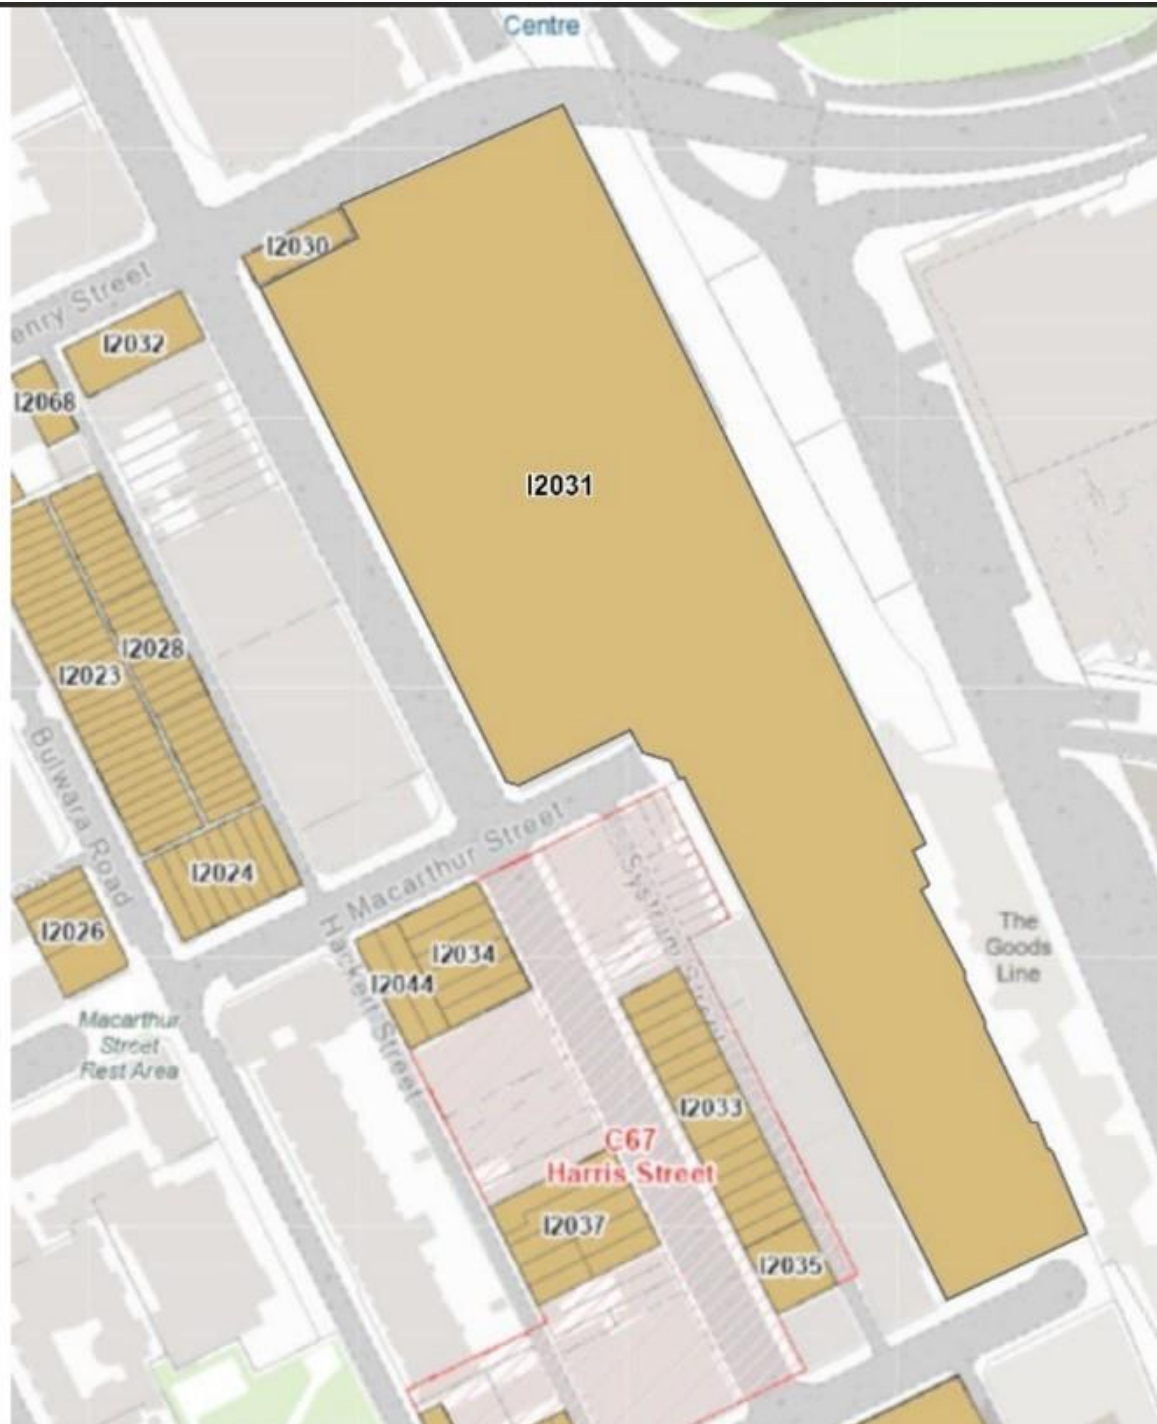 Centre
I2030
enry Street
I2032
I2068
I2031
I2028
I2023
Bulwara Road
I2024
H Macarthur Street
I2026
I2034
I2044
Hackett Street
Systrum Street
The
Goods
Line
Macarthur
Street
Rest Area
I2033
C67
Harris Street
I2037
I2035